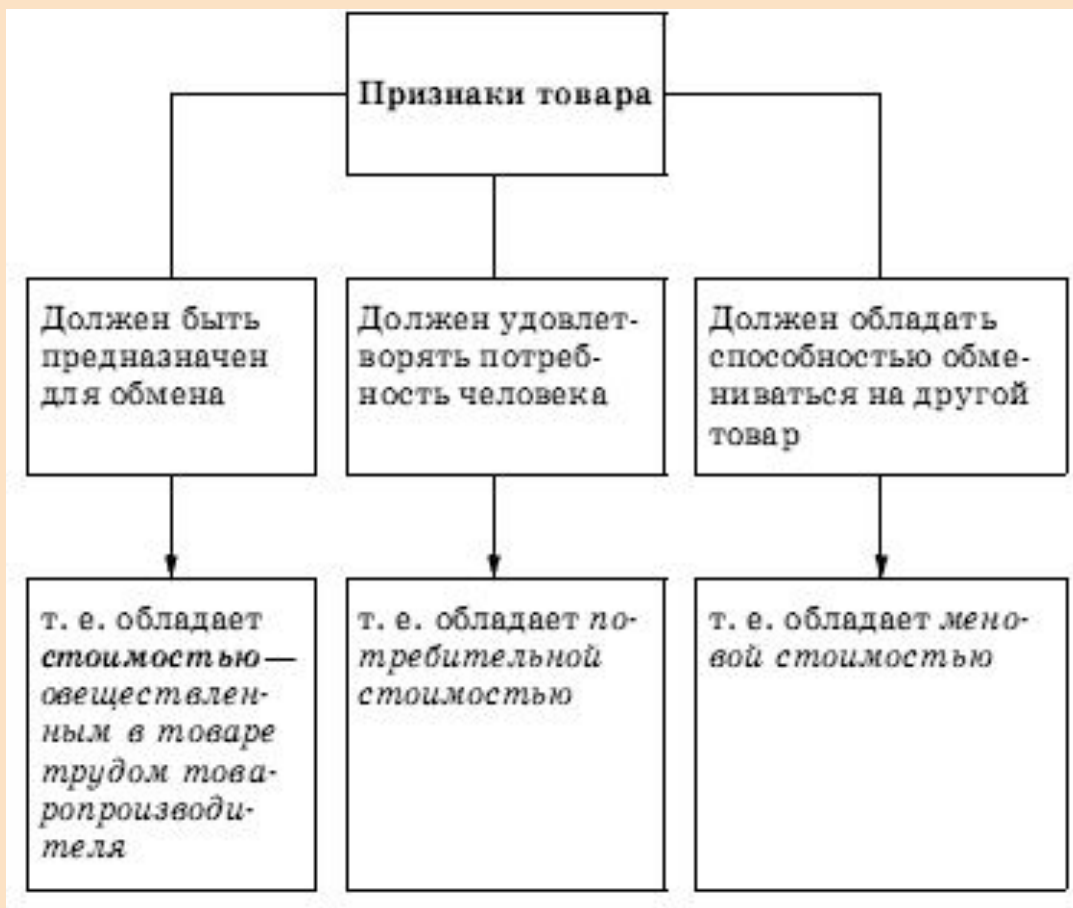 Признаки товара
Должен быть
предназначен
для обмена
Должен удовлет-
ворять потреб-
ность человека
Должен обладать
способностью обме-
ниваться на другой
товар
т. е. обладает
стоимостью —
овеществлен-
ным в товаре
трудом това-
ропроизводи-
теля
т. е. обладает по-
требительной
стоимостью
т. е. обладает мено-
вой стоимостью